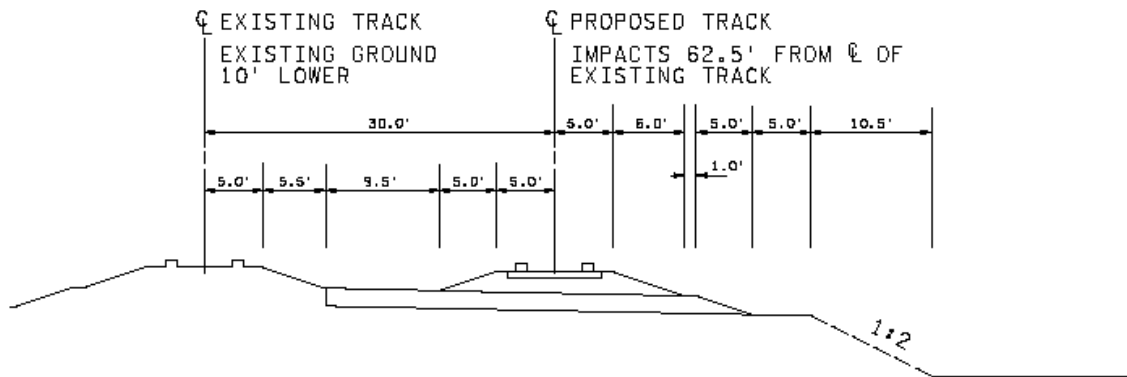 ℄ EXISTING TRACK
EXISTING GROUND
10' LOWER
℄ PROPOSED TRACK
IMPACTS 62.5' FROM ℄ OF
EXISTING TRACK
30.0' 5.0' 6.0' 5.0' 5.0' 10.5'
1.0'
5.0' 5.5' 9.5' 5.0' 5.0'
1:2